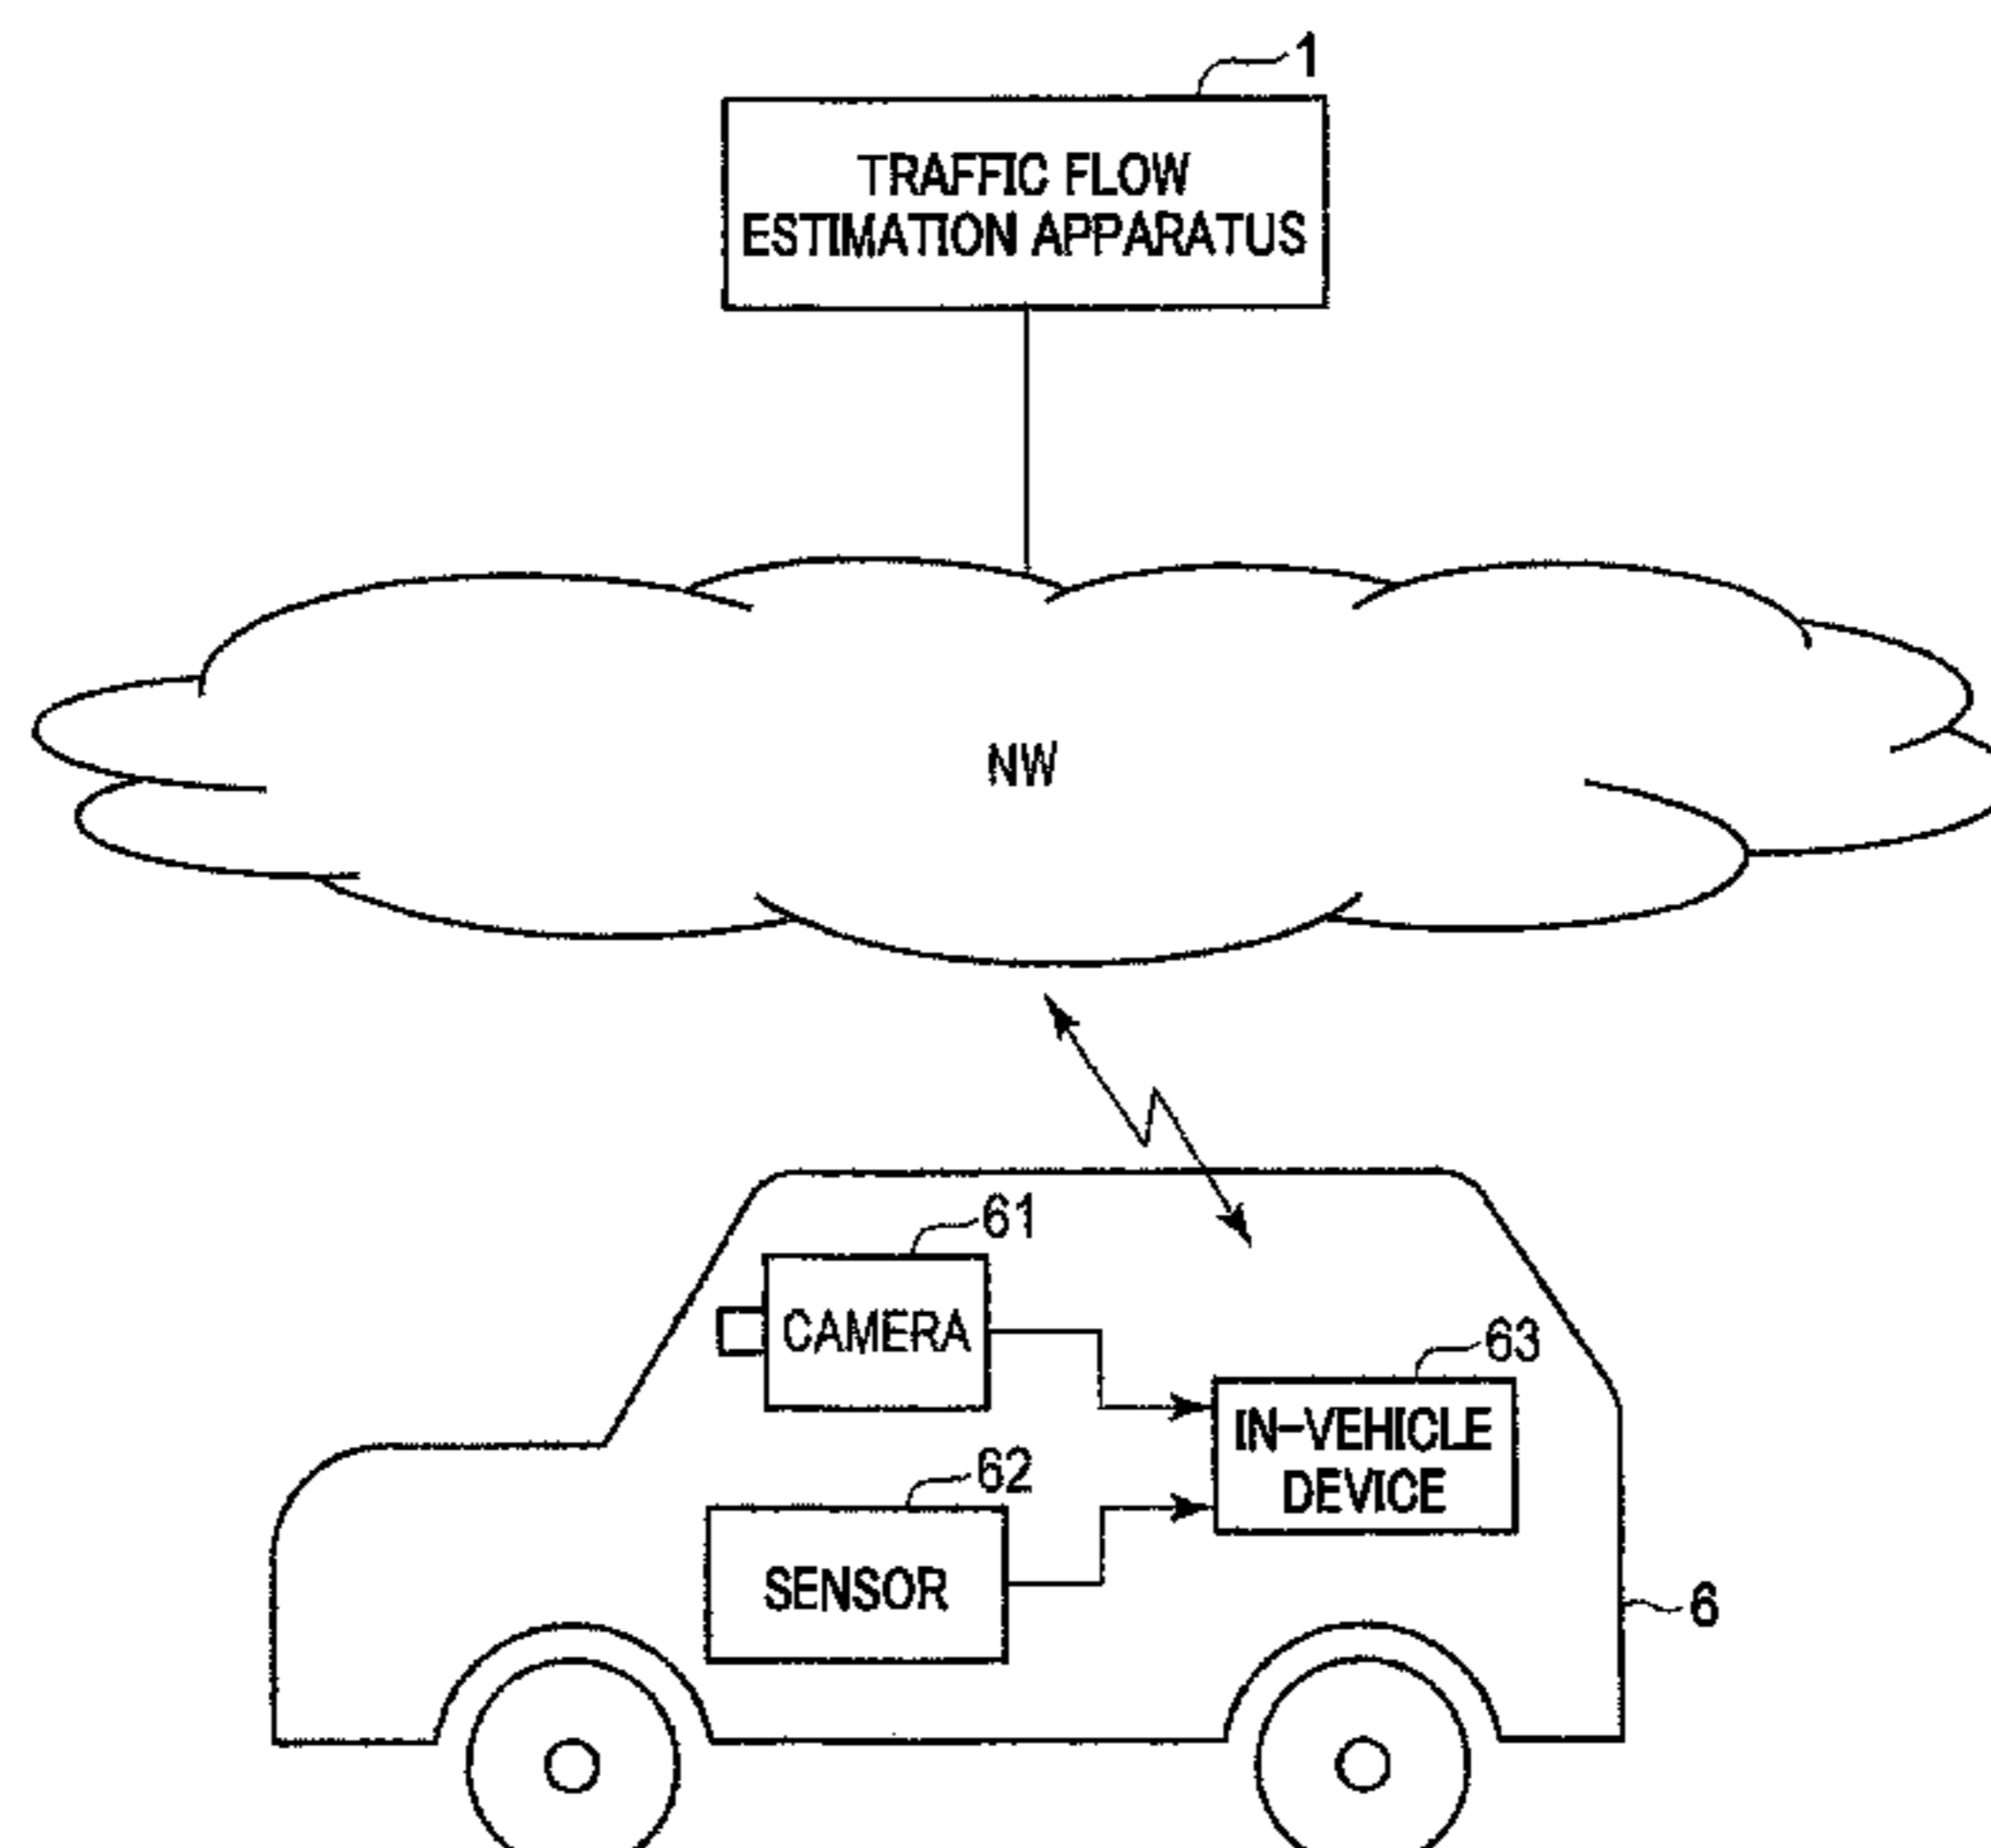 1
TRAFFIC FLOW
ESTIMATION APPARATUS
NW
61
CAMERA
63
IN-VEHICLE
DEVICE
62
SENSOR
6